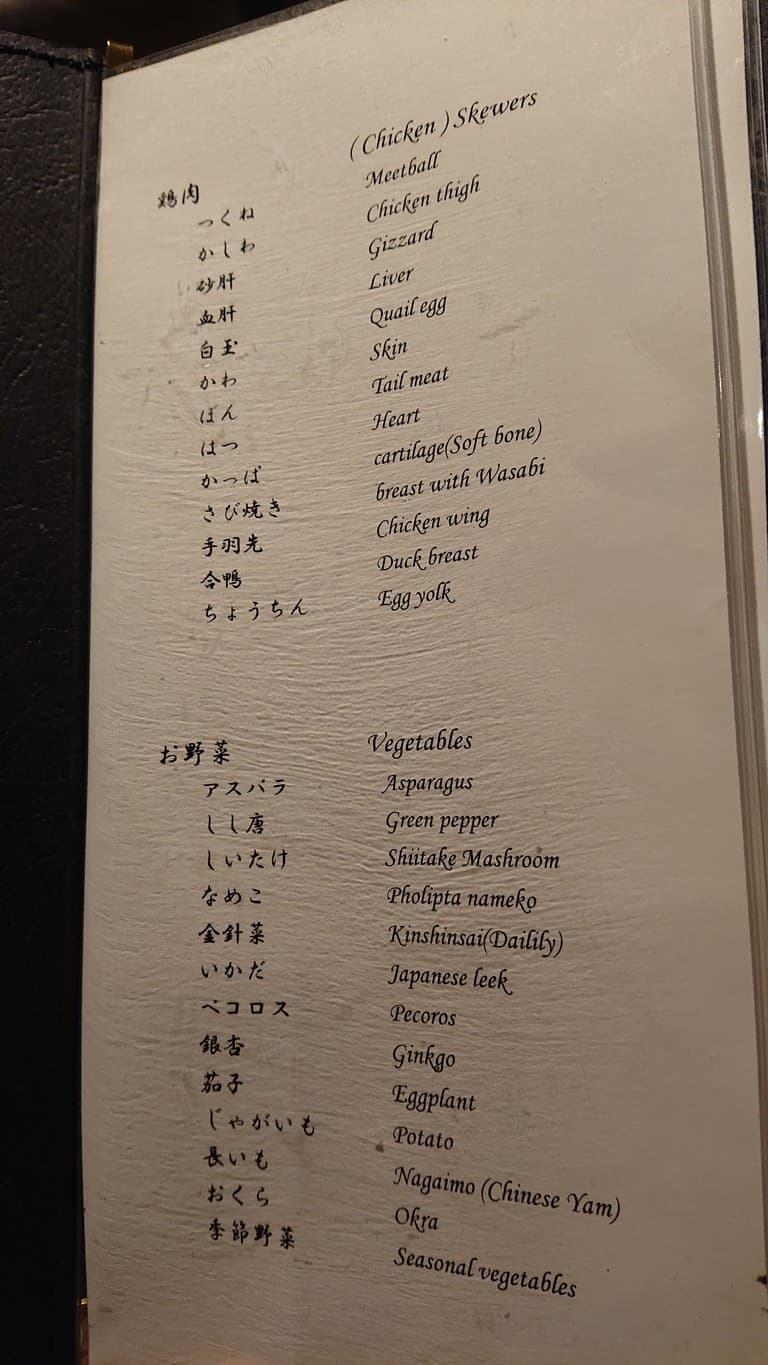 鶏肉 (Chicken) Skewers
つくね Meetball
かしわ Chicken thigh
砂肝 Gizzard
血肝 Liver
白玉 Quail egg
かわ Skin
ぼん Tail meat
はつ Heart
かっぱ cartilage(Soft bone)
さび焼き breast with Wasabi
手羽先 Chicken wing
合鴨 Duck breast
ちょうちん Egg yolk
お野菜 Vegetables
アスパラ Asparagus
しし唐 Green pepper
しいたけ Shiitake Mashroom
なめこ Pholipta nameko
金針菜 Kinshinsai(Dailily)
いかだ Japanese leek
ペコロス Pecoros
銀杏 Ginkgo
茄子 Eggplant
じゃがいも Potato
長いも Nagaimo (Chinese Yam)
おくら Okra
季節野菜 Seasonal vegetables